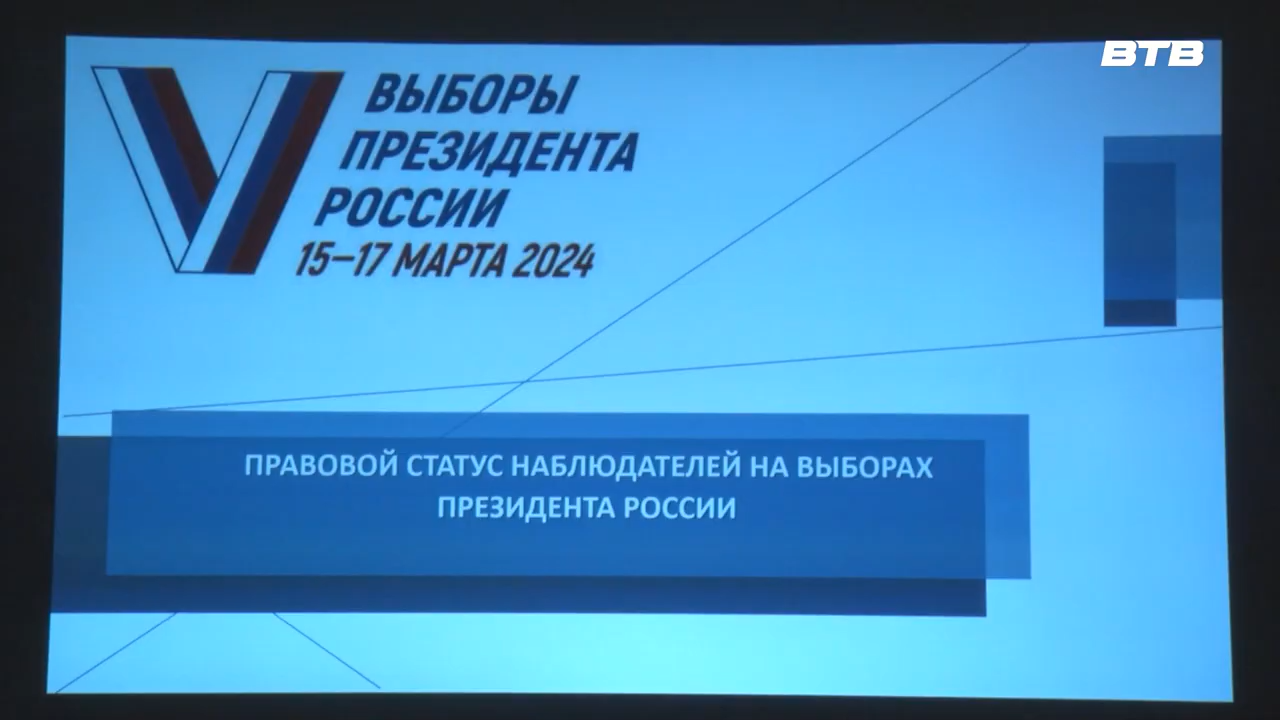 ВТВ
ВЫБОРЫ
ПРЕЗИДЕНТА
РОССИИ
15–17 МАРТА 2024
ПРАВОВОЙ СТАТУС НАБЛЮДАТЕЛЕЙ НА ВЫБОРАХ
ПРЕЗИДЕНТА РОССИИ